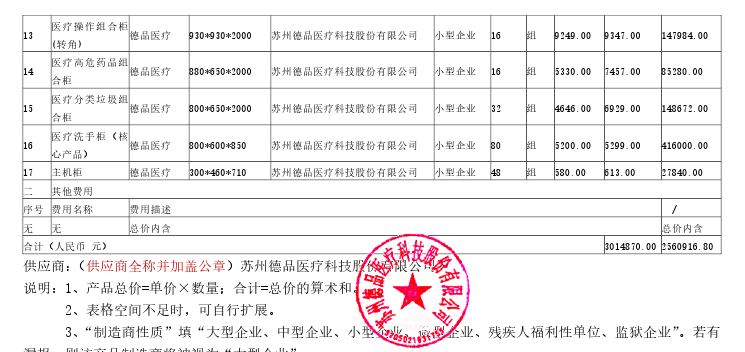 13 医疗操作组合柜(转角) 德品医疗 930*930*2000 苏州德品医疗科技股份有限公司 小型企业 16 组 9249.00 9347.00 147984.00
14 医疗高危药品组合柜 德品医疗 880*650*2000 苏州德品医疗科技股份有限公司 小型企业 16 组 5330.00 7457.00 85280.00
15 医疗分类垃圾组合柜 德品医疗 800*650*2000 苏州德品医疗科技股份有限公司 小型企业 32 组 4646.00 6929.00 148672.00
16 医疗洗手柜（核心产品） 德品医疗 800*600*850 苏州德品医疗科技股份有限公司 小型企业 80 组 5200.00 5299.00 416000.00
17 主机柜 德品医疗 300*460*710 苏州德品医疗科技股份有限公司 小型企业 48 组 580.00 613.00 27840.00
二 其他费用
序号 费用名称 费用描述 /
无 无 总价内含 总价内含
合计（人民币 元） 3014870.00 2560916.80
供应商：（供应商全称并加盖公章）苏州德品医疗科技股份有限公司
说明：1、产品总价=单价×数量；合计=总价的算术和。
2、表格空间不足时，可自行扩展。
3、“制造商性质”填“大型企业、中型企业、小型企业、微型企业、残疾人福利性单位、监狱企业”。若有
苏州德品医疗科技股份有限公司